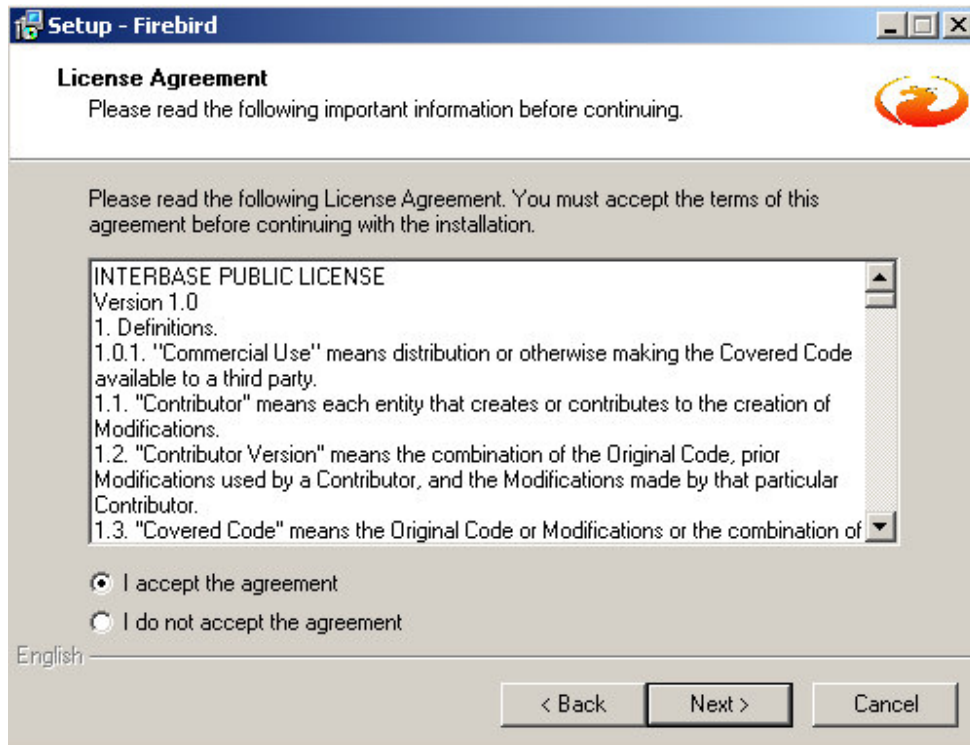 Setup - Firebird
License Agreement
Please read the following important information before continuing.
Please read the following License Agreement. You must accept the terms of this
agreement before continuing with the installation.
INTERBASE PUBLIC LICENSE
Version 1.0
1. Definitions.
1.0.1. "Commercial Use" means distribution or otherwise making the Covered Code
available to a third party.
1.1. "Contributor" means each entity that creates or contributes to the creation of
Modifications.
1.2. "Contributor Version" means the combination of the Original Code, prior
Modifications used by a Contributor, and the Modifications made by that particular
Contributor.
1.3. "Covered Code" means the Original Code or Modifications or the combination of
I accept the agreement
I do not accept the agreement
English
< Back Next > Cancel